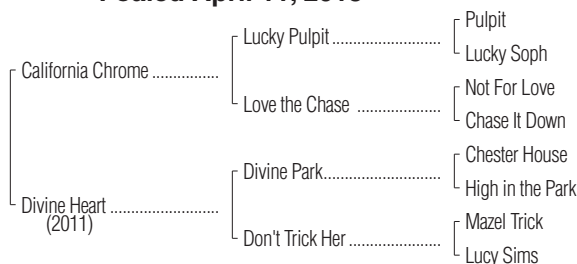 Foaled April
Pulpit
Lucky Pulpit
Lucky Soph
California Chrome
Not For Love
Love the Chase
Chase It Down
Chester House
Divine Park
High in the Park
Divine Heart
(2011)
Mazel Trick
Don't Trick Her
Lucy Sims